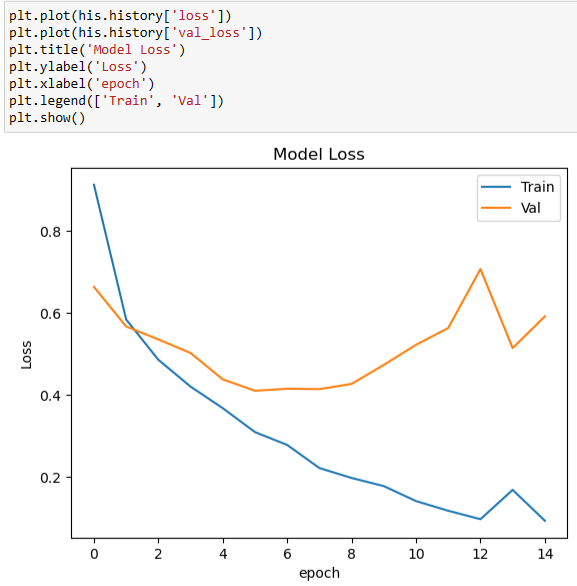 plt.plot(his.history['loss'])
plt.plot(his.history['val_loss'])
plt.title('Model Loss')
plt.ylabel('Loss')
plt.xlabel('epoch')
plt.legend(['Train', 'Val'])
plt.show()
Model Loss
Train
Val
0.8
0.6
0.4
0.2
Loss
0 2 4 6 8 10 12 14
epoch